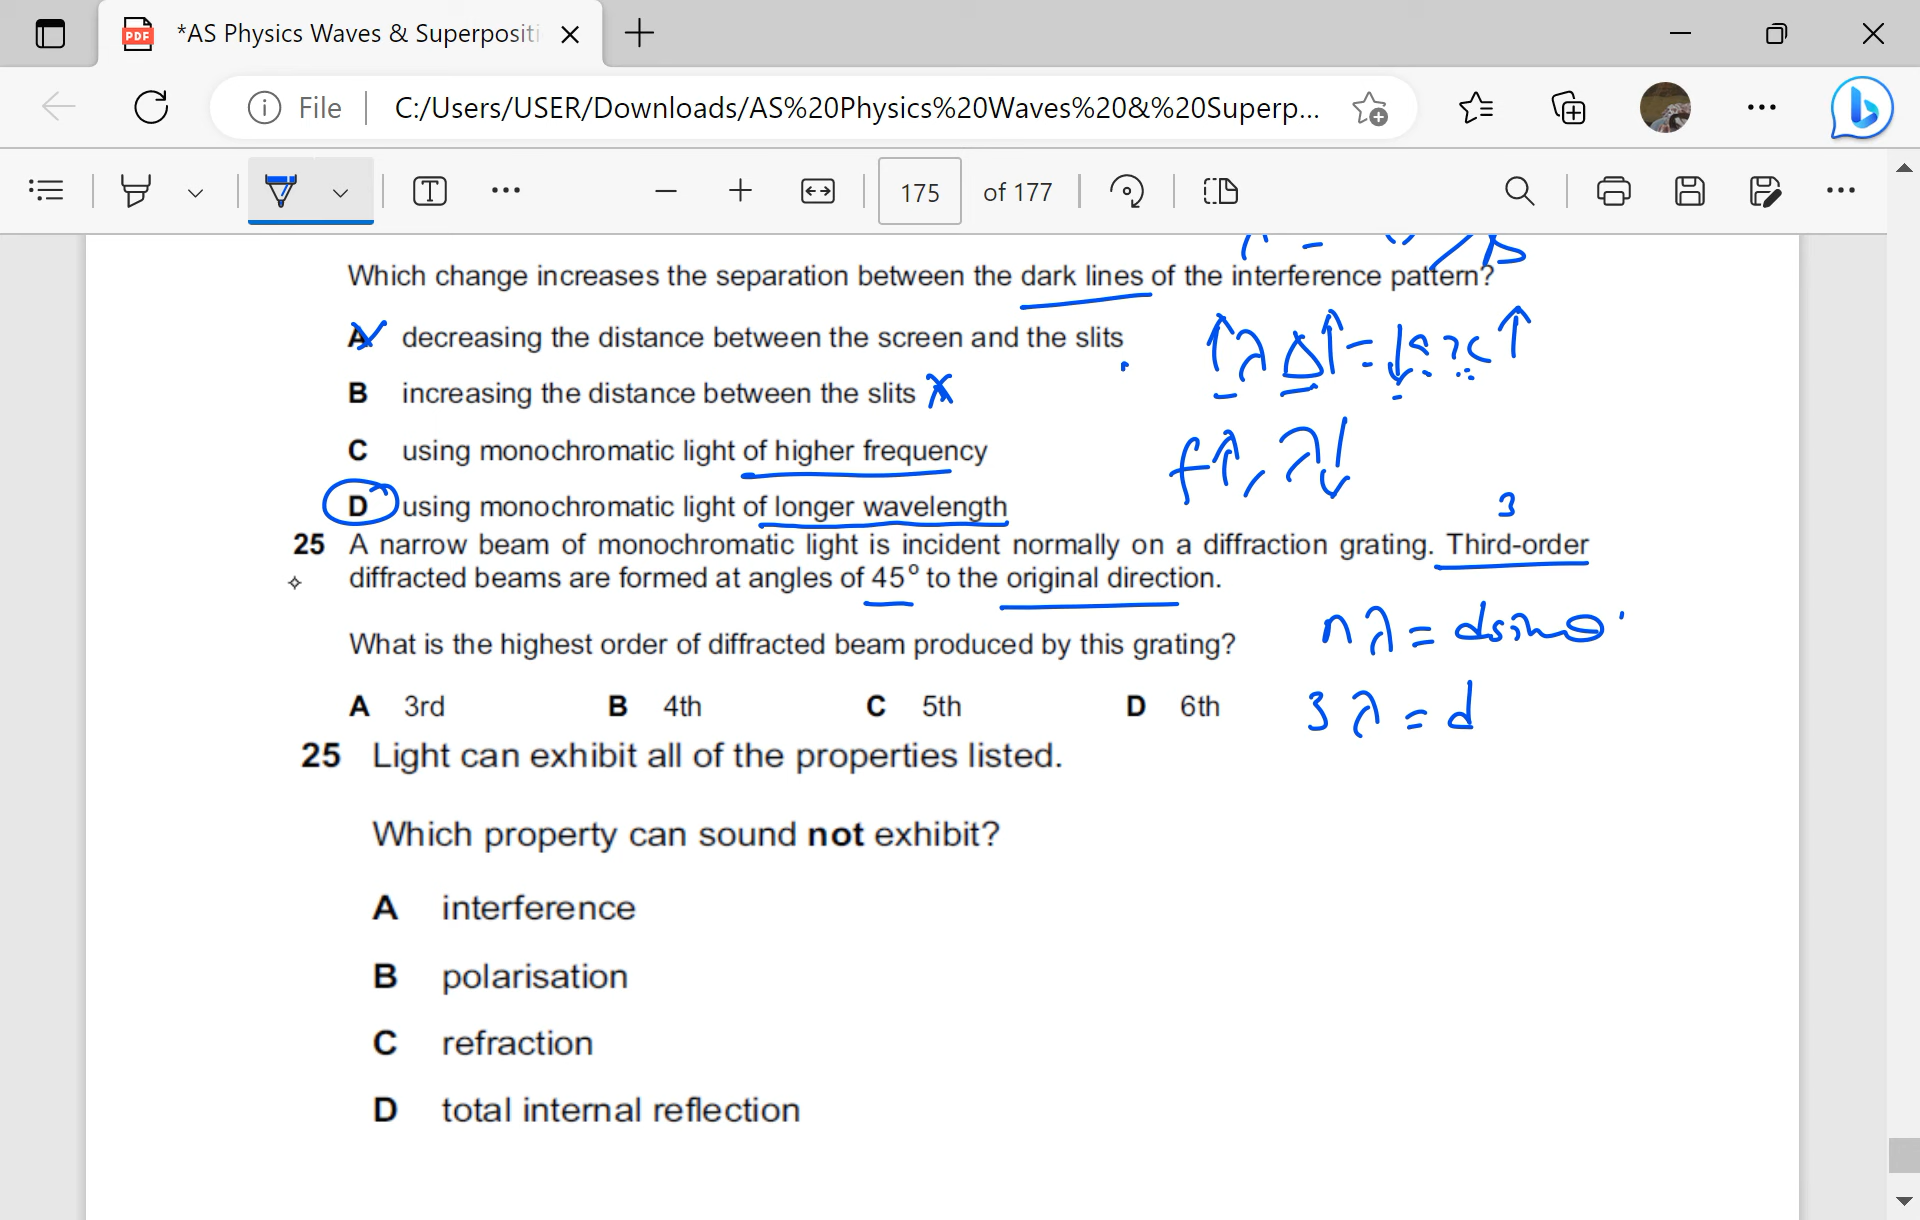 *AS Physics Waves & Superpositi
File
C:/Users/USER/Downloads/AS%20Physics%20Waves%20&%20Superp...
175 of 177
Which change increases the separation between the dark lines of the interference pattern?
A decreasing the distance between the screen and the slits
B increasing the distance between the slits
C using monochromatic light of higher frequency
D using monochromatic light of longer wavelength
↑λ Δ↑ = ↓a x↑
f↑, λ↓
3
25 A narrow beam of monochromatic light is incident normally on a diffraction grating. Third-order
diffracted beams are formed at angles of 45° to the original direction.
nλ = dsinθ
What is the highest order of diffracted beam produced by this grating?
A 3rd B 4th C 5th D 6th
3λ = d
25 Light can exhibit all of the properties listed.
Which property can sound not exhibit?
A interference
B polarisation
C refraction
D total internal reflection